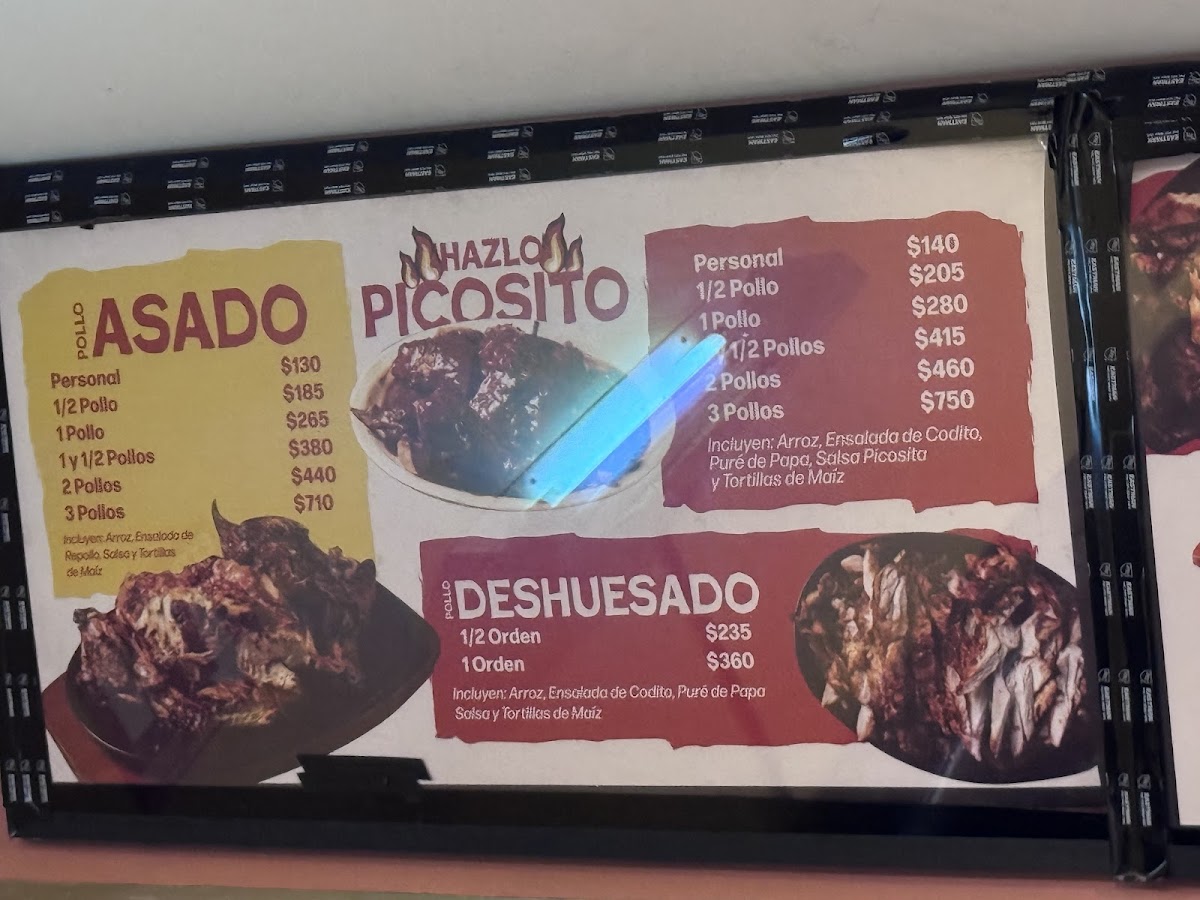 POLLO
ASADO
Personal $130
1/2 Pollo $185
1 Pollo $265
1 y 1/2 Pollos $380
2 Pollos $440
3 Pollos $710
Incluyen: Arroz, Ensalada de
Repollo, Salsa y Tortillas
de Maíz
HAZLO
PICOSITO
Personal $140
1/2 Pollo $205
1 Pollo $280
1/2 Pollos $415
2 Pollos $460
3 Pollos $750
Incluyen: Arroz, Ensalada de Codito,
Puré de Papa, Salsa Picosita
y Tortillas de Maíz
POLLO
DESHUESADO
1/2 Orden $235
1 Orden $360
Incluyen: Arroz, Ensalada de Codito, Puré de Papa
Salsa y Tortillas de Maíz
EASTMAN